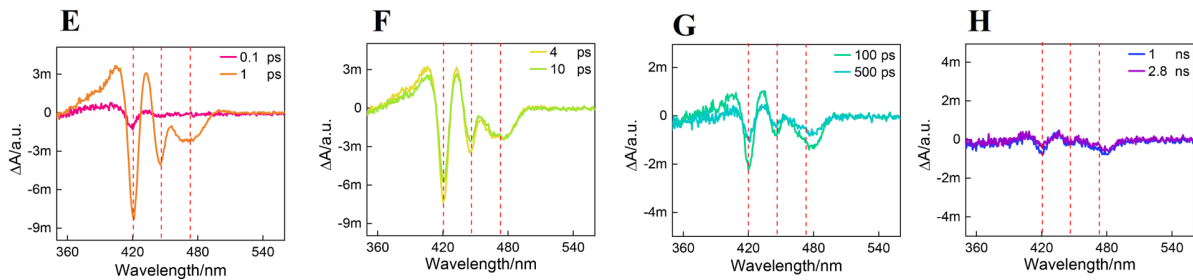 E
0.1 ps
1 ps
3m
0
-3m
-6m
-9m
360 420 480 540
Wavelength/nm
ΔA/a.u.
F
4 ps
10 ps
3m
0
-3m
-6m
-9m
360 420 480 540
Wavelength/nm
ΔA/a.u.
G
100 ps
500 ps
2m
0
-2m
-4m
360 420 480 540
Wavelength/nm
ΔA/a.u.
H
1 ns
2.8 ns
4m
2m
0
-2m
-4m
360 420 480 540
Wavelength/nm
ΔA/a.u.